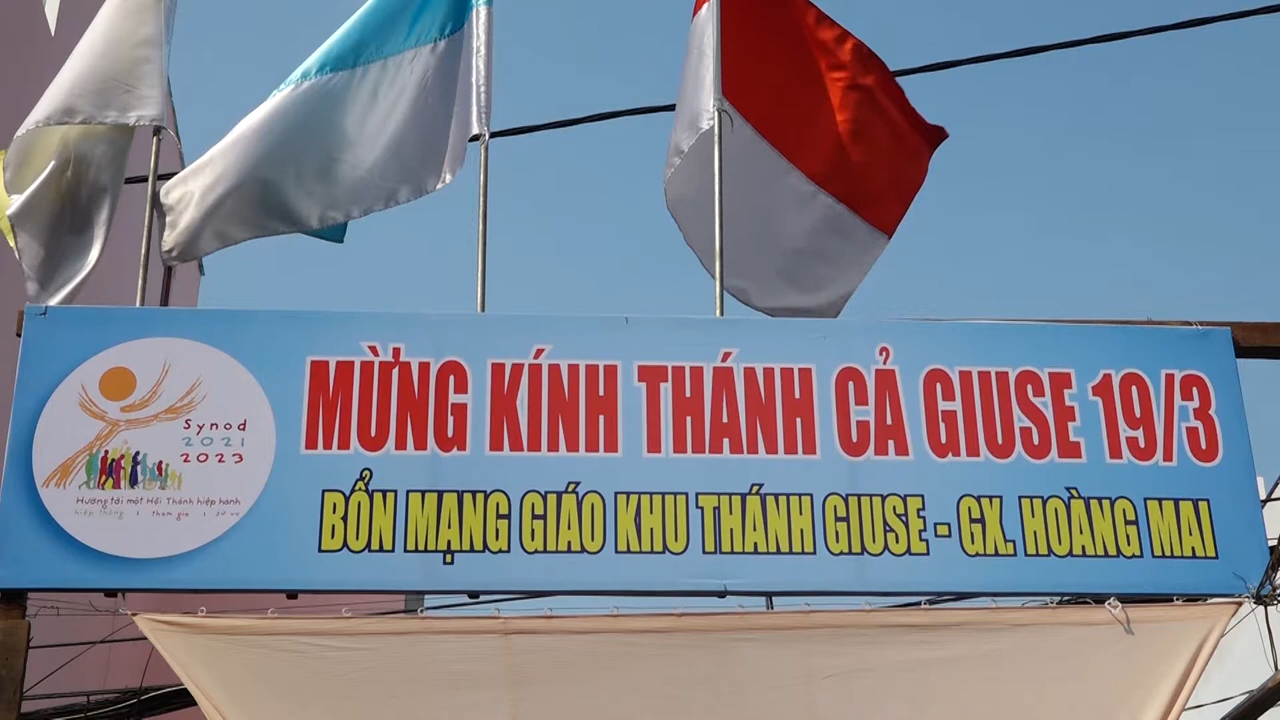 MỪNG KÍNH THÁNH CẢ GIUSE 19/3
BỔN MẠNG GIÁO KHU THÁNH GIUSE - GX. HOÀNG MAI
Synod
2021
2023
Hướng tới một Hội Thánh hiệp hành
hiệp thông | tham gia | sứ vụ